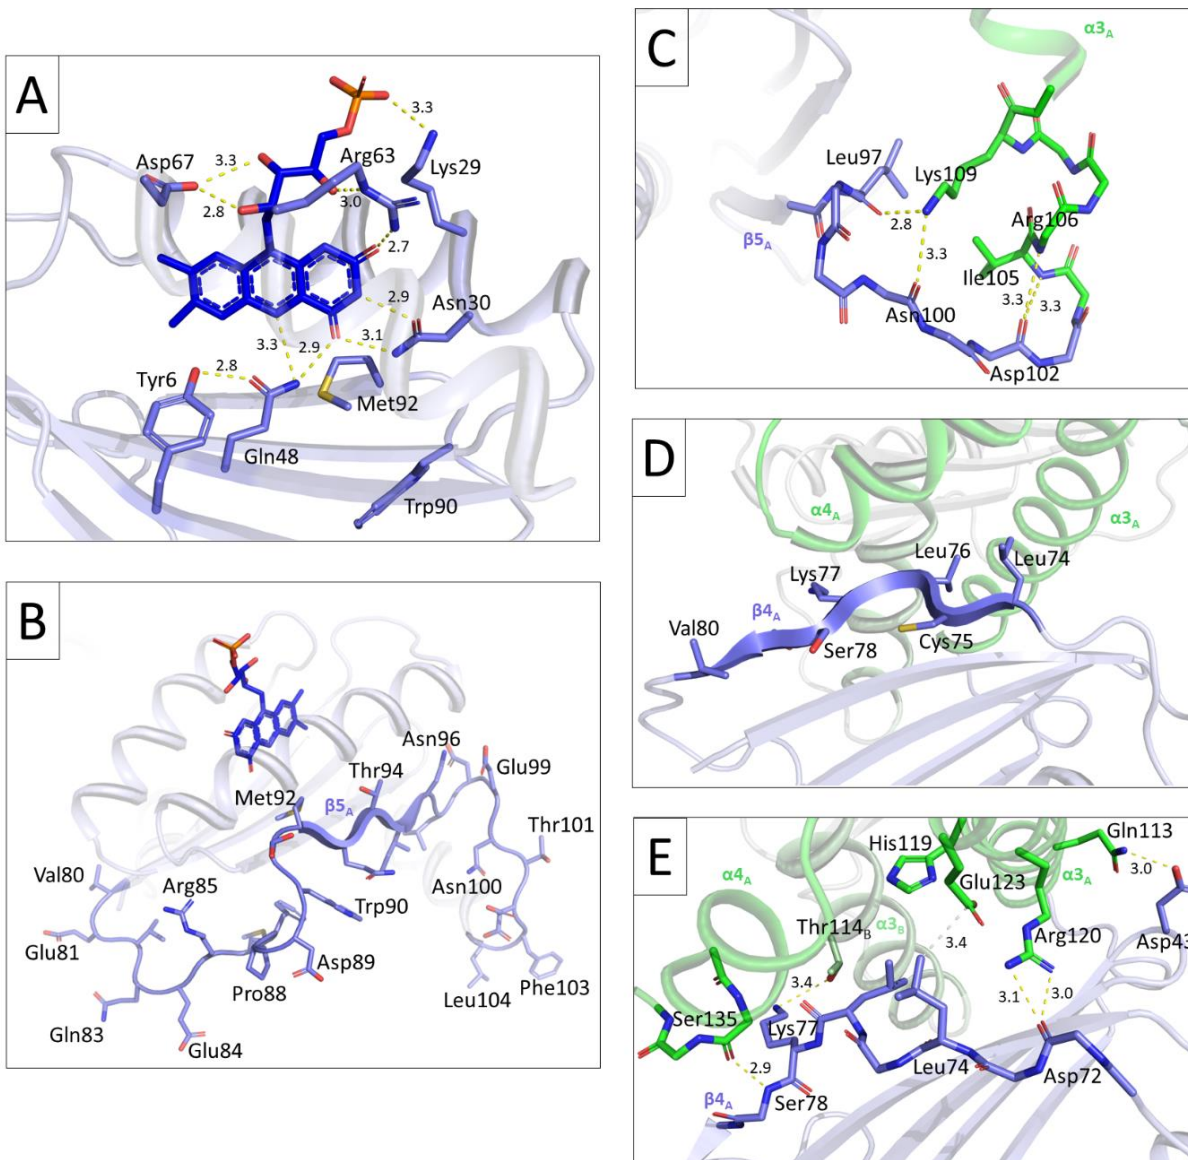 A
3.3
Asp67
3.3
Arg63
Lys29
2.8
3.0
2.7
2.9
Asn30
3.3
2.9
3.1
Tyr6
2.8
Met92
Gln48
Trp90
B
Asn96
Thr94
Glu99
Met92
β5A
Thr101
Val80
Arg85
Asn100
Trp90
Glu81
Asp89
Pro88
Leu104
Phe103
Gln83
Glu84
C
α3A
Leu97
Lys109
2.8
Arg106
β5A
3.3
Ile105
Asn100
3.3
3.3
Asp102
D
α4A
α3A
Leu76
Leu74
Lys77
β4A
Val80
Ser78
Cys75
E
Gln113
His119
α4A
Glu123
α3A
3.0
Thr114B
α3B
Arg120
Asp43
3.4
3.4
3.1
3.0
Ser135
Lys77
2.9
Leu74
Asp72
β4A
Ser78